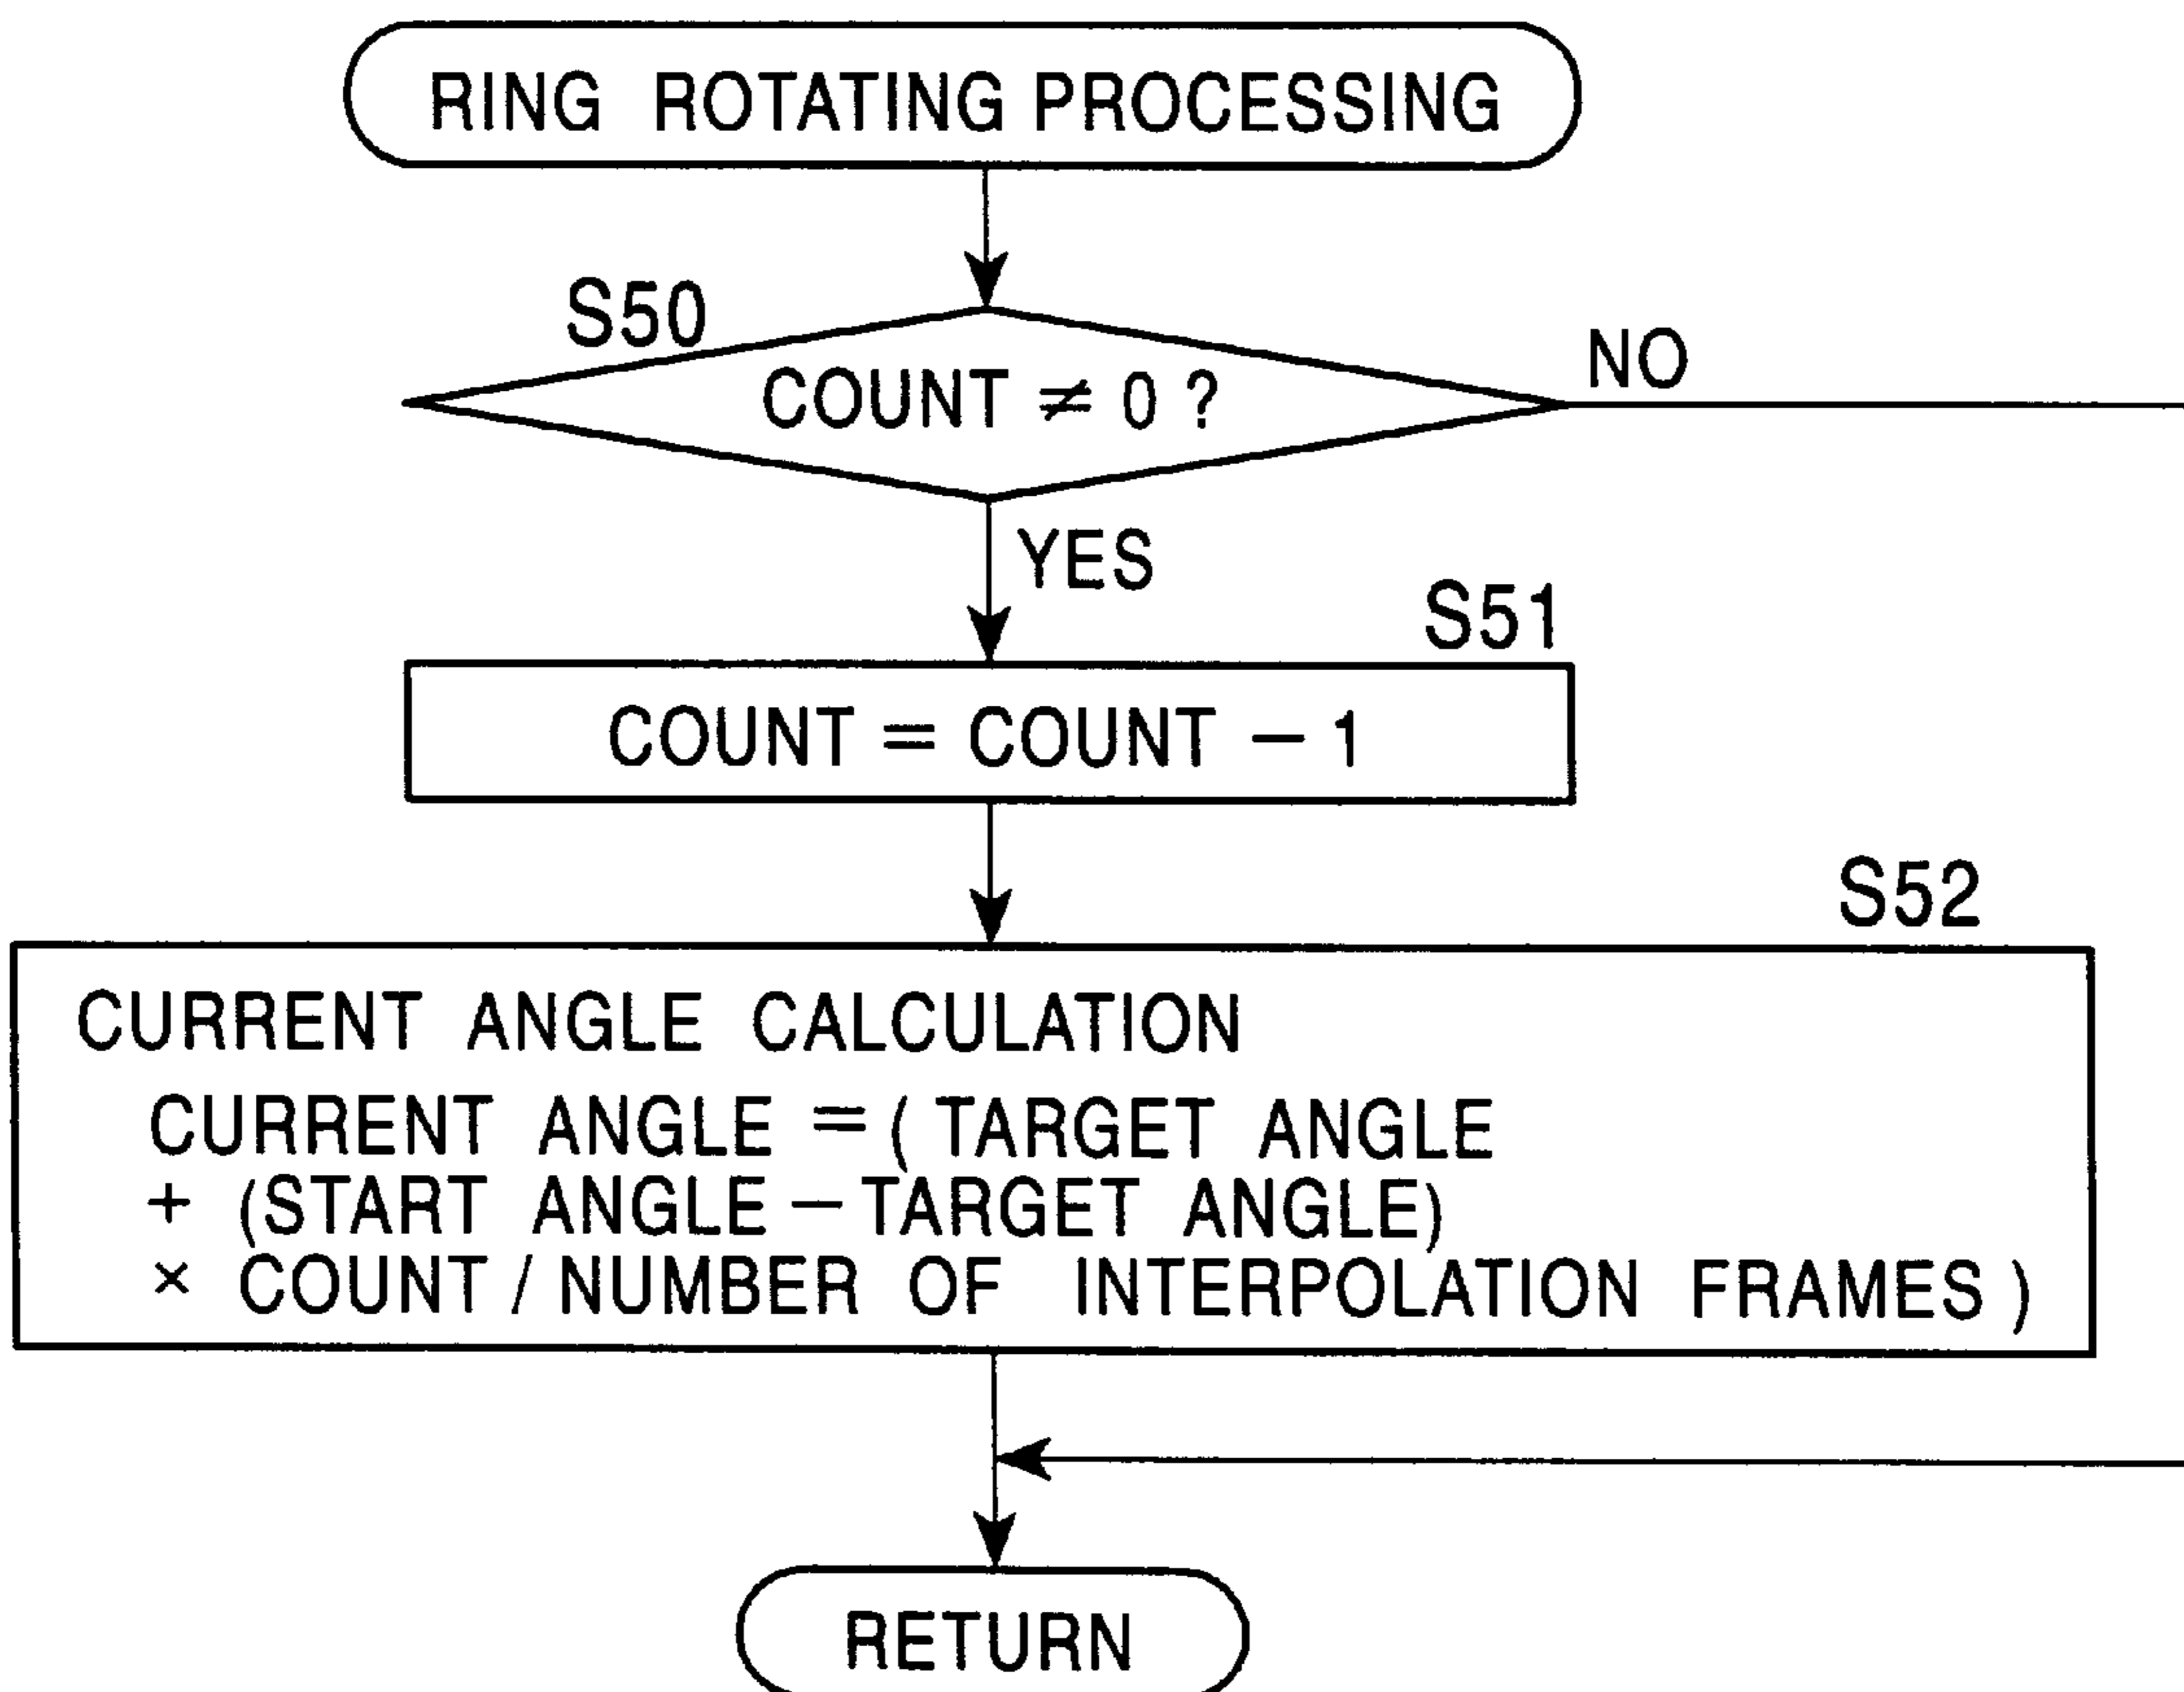 RING ROTATING PROCESSING
S50
COUNT ≠ 0 ?
NO
YES
S51
COUNT = COUNT − 1
S52
CURRENT ANGLE CALCULATION
CURRENT ANGLE = ( TARGET ANGLE
+ (START ANGLE − TARGET ANGLE)
× COUNT / NUMBER OF INTERPOLATION FRAMES )
RETURN